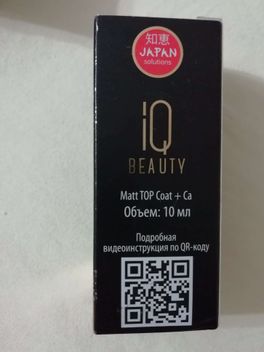 知恵
JAPAN
solutions
iQ
BEAUTY
Matt TOP Coat + Ca
Объем: 10 мл
Подробная
видеоинструкция по QR-коду